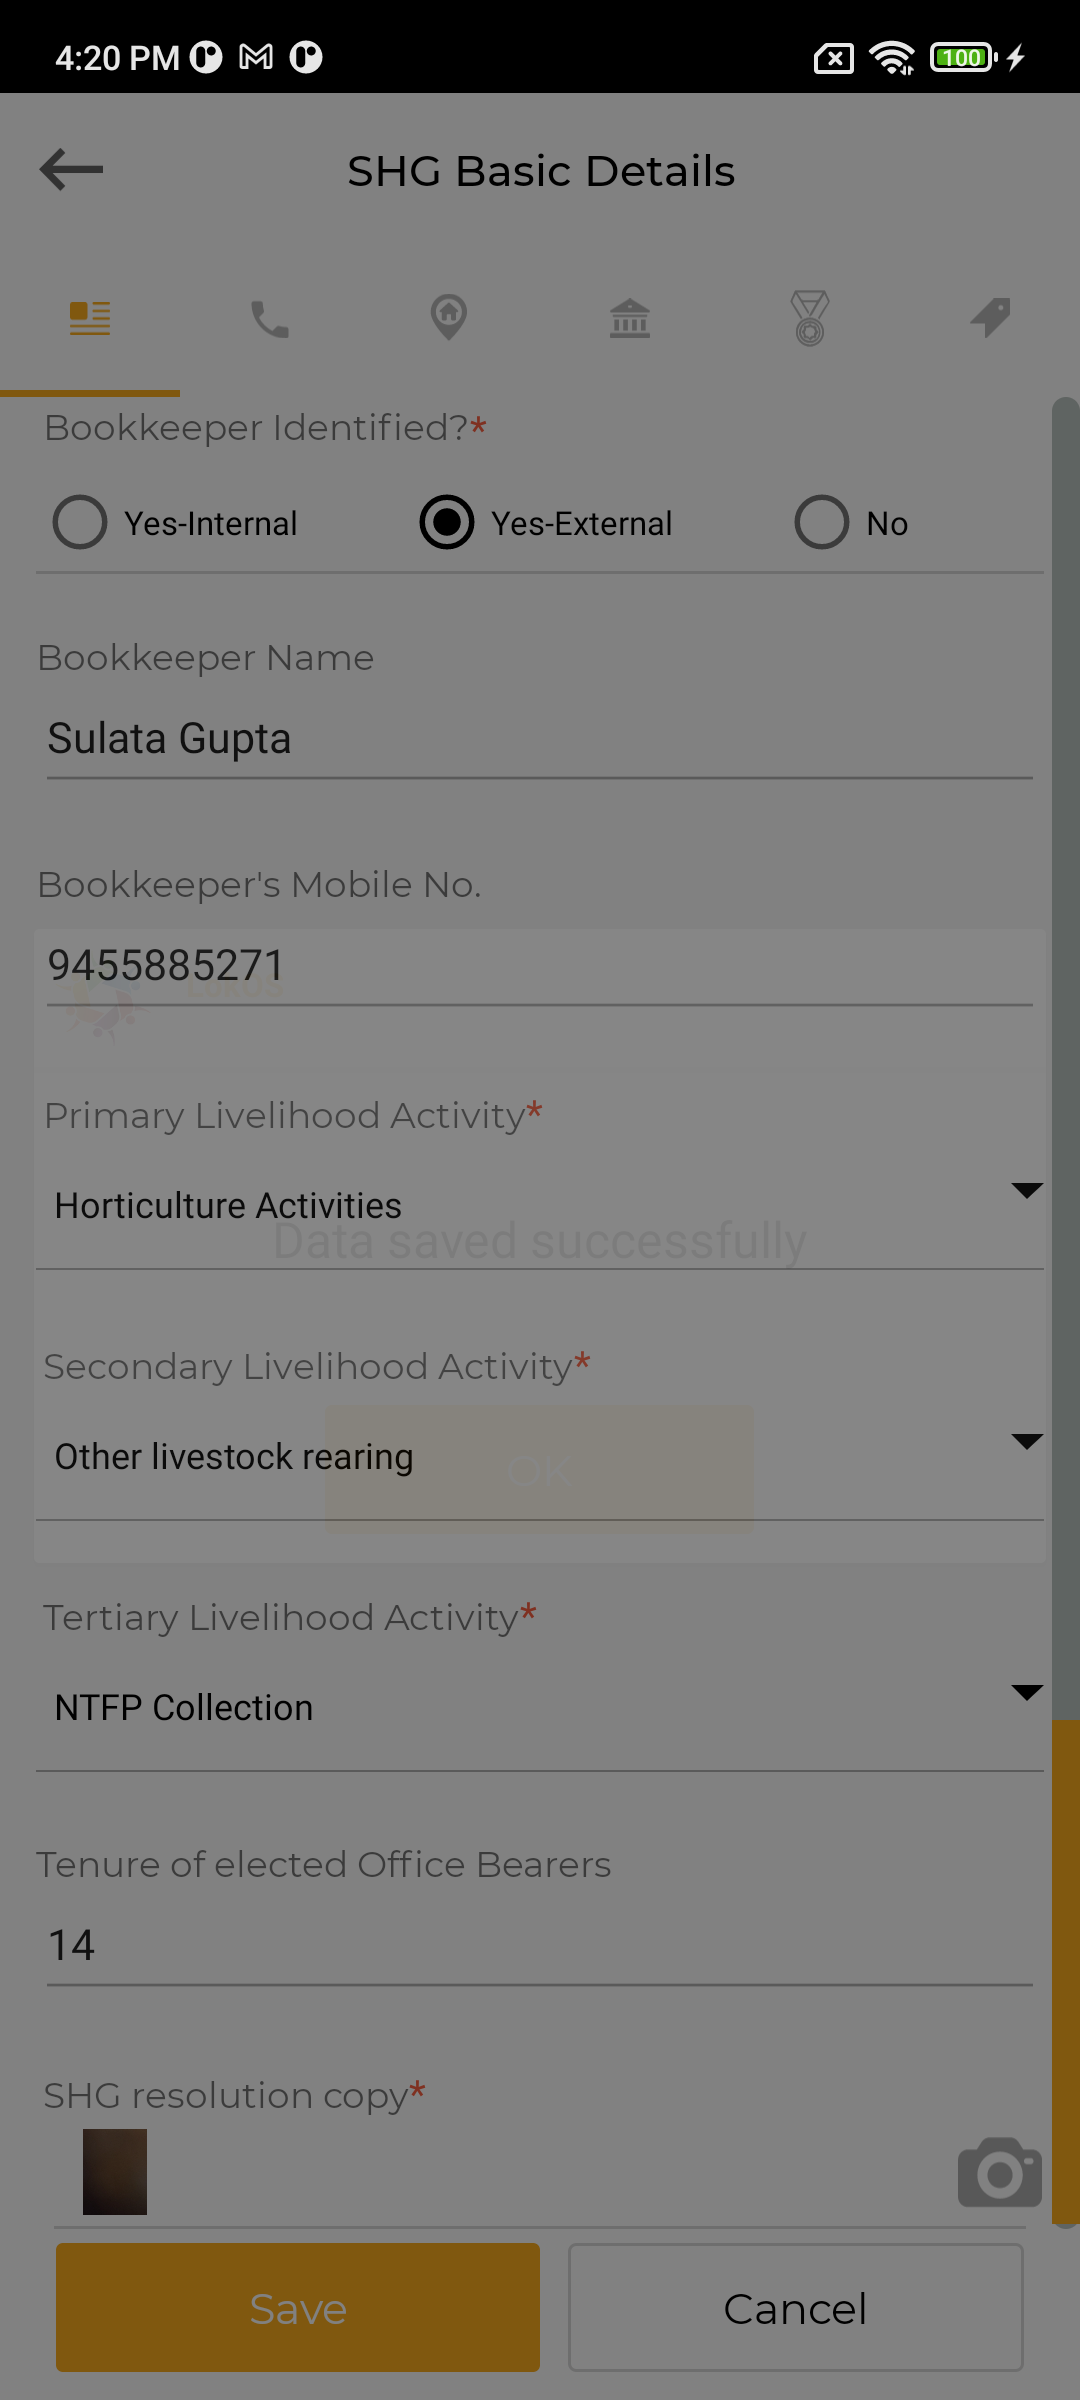 4:20 PM
100
SHG Basic Details
Bookkeeper Identified?*
Yes-Internal
Yes-External
No
Bookkeeper Name
Sulata Gupta
Bookkeeper's Mobile No.
9455885271
LokOS
Primary Livelihood Activity*
Horticulture Activities
Data saved successfully
Secondary Livelihood Activity*
Other livestock rearing
OK
Tertiary Livelihood Activity*
NTFP Collection
Tenure of elected Office Bearers
14
SHG resolution copy*
Save
Cancel